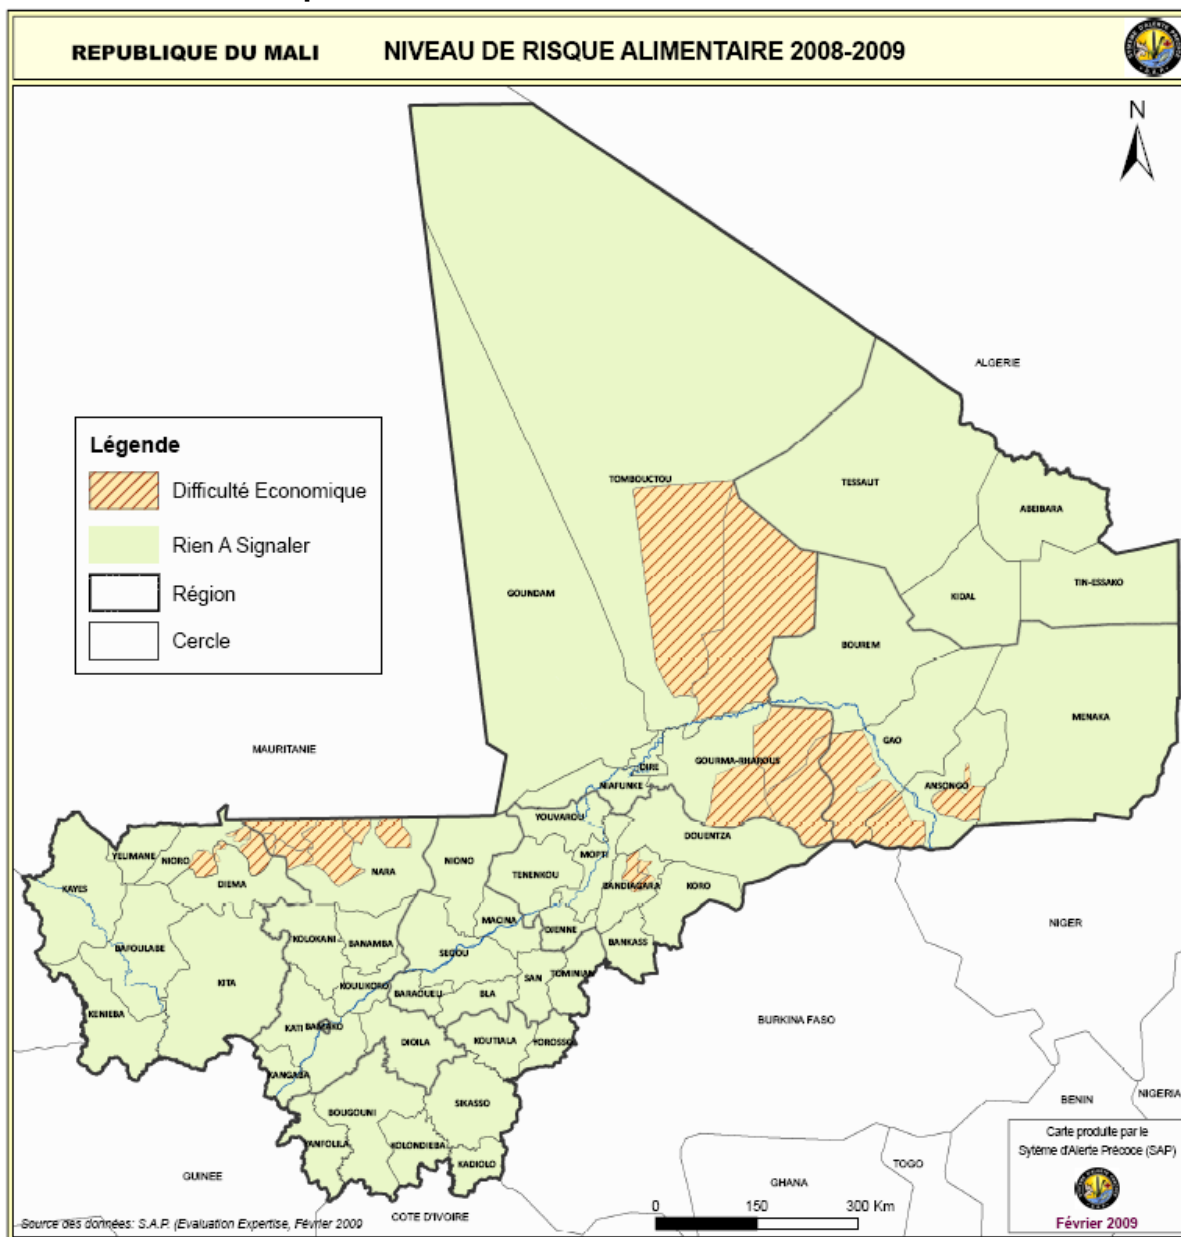 REPUBLIQUE DU MALI NIVEAU DE RISQUE ALIMENTAIRE 2008-2009
N
ALGERIE
Légende
Difficulté Economique
Rien A Signaler
Région
Cercle
TOMBOUCTOU
TESSALIT
ABEIBARA
GOUNDAM
KIDAL
TIN-ESSAKO
BOUREM
MENAKA
MAURITANIE
GAO
GOURMA-RHAROUS
DIRE
NIAFUNKE
ANSONGO
YOUVAROU
DOUENTZA
YELIMANE
NIORO
NIONO
MOPTI
KAYES
DIEMA
NARA
TENENKOU
BANDIAGARA
KORO
MACINA
DJENNE
BANKASS
NIGER
BAFOULABE
KOLOKANI
BANAMBA
SEGOU
KITA
KOULIKORO
BARAOUELI
BLA
SAN
TOMINIAN
KENIEBA
KATI
BAMAKO
DIOILA
KOUTIALA
YOROSSO
BURKINA FASO
KANGABA
BOUGOUNI
SIKASSO
BENIN
NIGERIA
YANFOLILA
KOLONDIEBA
KADIOLO
GUINEE
COTE D'IVOIRE
GHANA
TOGO
0 150 300 Km
Carte produite par le
Sytème d'Alerte Précoce (SAP)
Février 2009
Source des données: S.A.P. (Evaluation Expertise, Février 2009